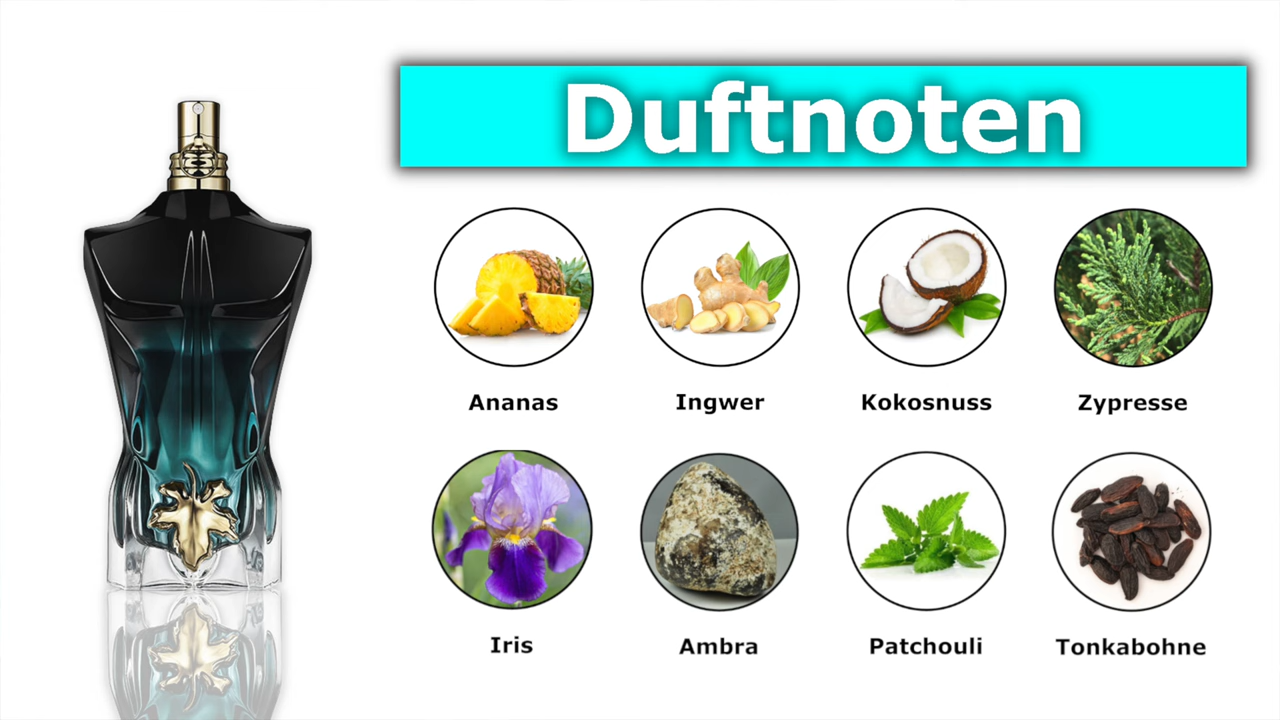 Duftnoten
Ananas
Ingwer
Kokosnuss
Zypresse
Iris
Ambra
Patchouli
Tonkabohne